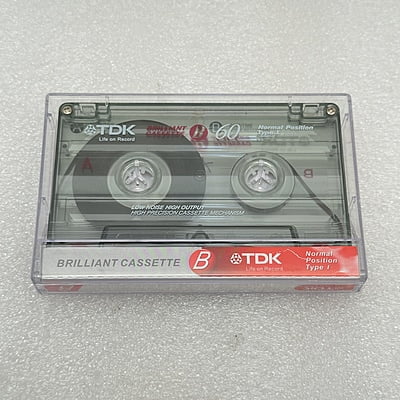 TDK
Life on Record
60
Normal Position
Type I
A
LOW NOISE HIGH OUTPUT
HIGH PRECISION CASSETTE MECHANISM
BRILLIANT CASSETTE
B
TDK
Life on Record
Normal
Position
Type I